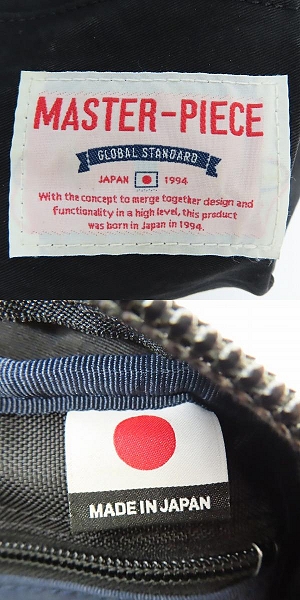 MASTER-PIECE
GLOBAL STANDARD
JAPAN 1994
With the concept to merge together design and
functionality in a high level, this product
was born in Japan in 1994.
MADE IN JAPAN